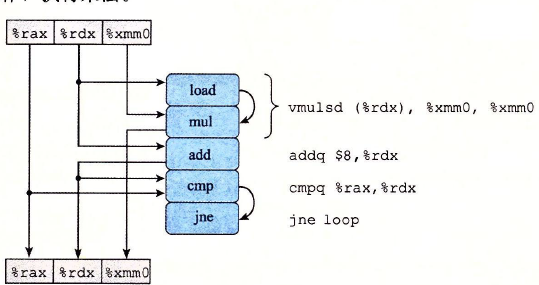 %rax %rdx %xmm0
load
mul
vmulsd (%rdx), %xmm0, %xmm0
add
addq $8,%rdx
cmp
cmpq %rax,%rdx
jne
jne loop
%rax %rdx %xmm0